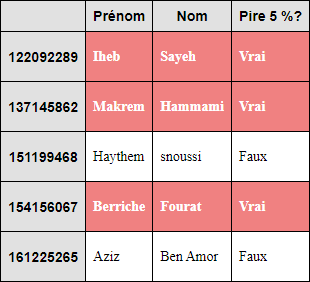 Prénom Nom Pire 5 %?
122092289 Iheb Sayeh Vrai
137145862 Makrem Hammami Vrai
151199468 Haythem snoussi Faux
154156067 Berriche Fourat Vrai
161225265 Aziz Ben Amor Faux